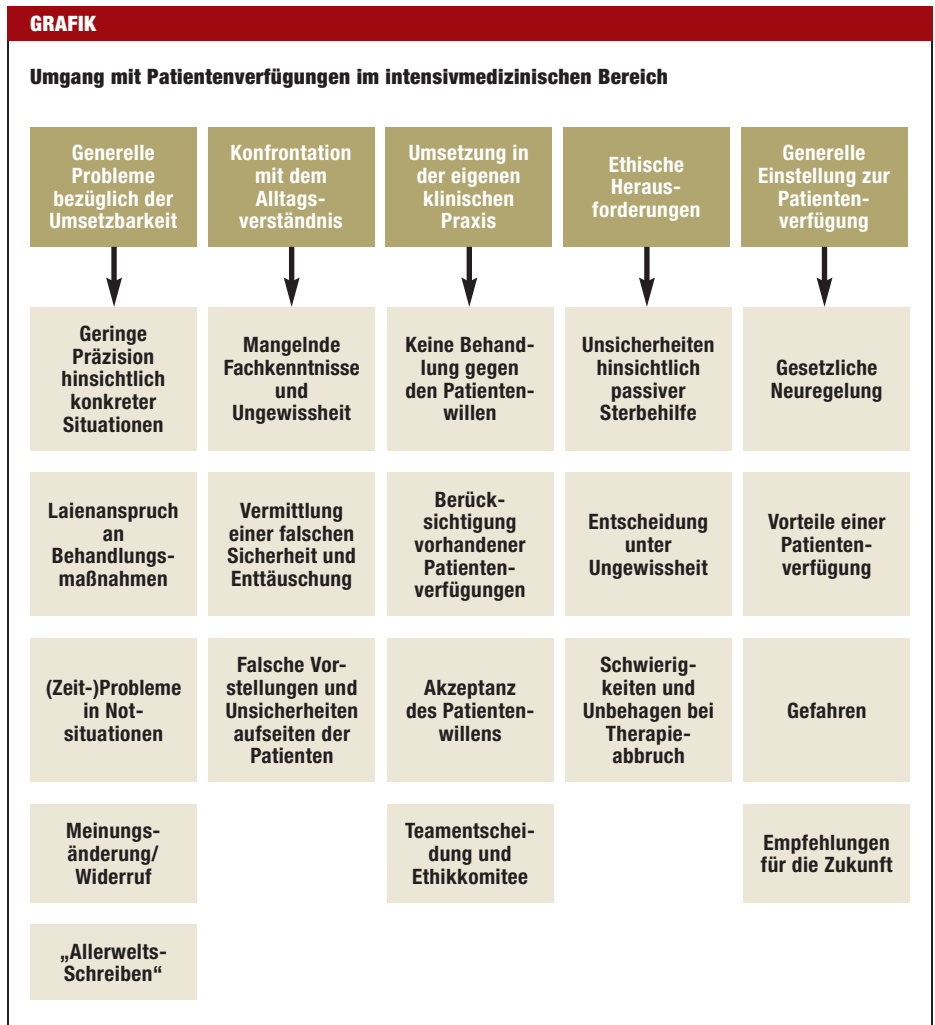 GRAFIK
Umgang mit Patientenverfügungen im intensivmedizinischen Bereich
Generelle
Probleme
bezüglich der
Umsetzbarkeit
Geringe
Präzision
hinsichtlich
konkreter
Situationen
Laienanspruch
an
Behandlungs-
maßnahmen
(Zeit-)Probleme
in Not-
situationen
Meinungs-
änderung/
Widerruf
„Allerwelts-
Schreiben“
Konfrontation
mit dem
Alltags-
verständnis
Mangelnde
Fachkenntnisse
und
Ungewissheit
Vermittlung
einer falschen
Sicherheit und
Enttäuschung
Falsche Vor-
stellungen und
Unsicherheiten
aufseiten der
Patienten
Umsetzung in
der eigenen
klinischen
Praxis
Keine Behand-
lung gegen
den Patienten-
willen
Berück-
sichtigung
vorhandener
Patienten-
verfügungen
Akzeptanz
des Patienten-
willens
Teamentschei-
dung und
Ethikkomitee
Ethische
Heraus-
forderungen
Unsicherheiten
hinsichtlich
passiver
Sterbehilfe
Entscheidung
unter
Ungewissheit
Schwierig-
keiten und
Unbehagen bei
Therapie-
abbruch
Generelle
Einstellung zur
Patienten-
verfügung
Gesetzliche
Neuregelung
Vorteile einer
Patienten-
verfügung
Gefahren
Empfehlungen
für die Zukunft